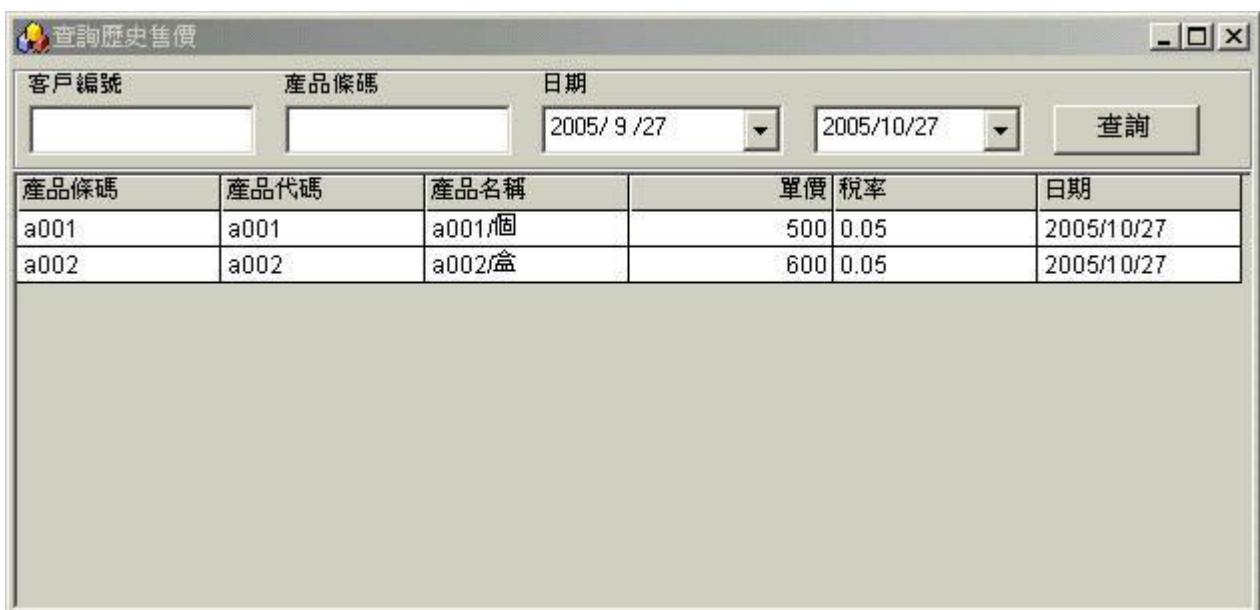 查詢歷史售價
客戶編號 產品條碼 日期
2005/ 9 /27 2005/10/27 查詢
產品條碼 產品代碼 產品名稱 單價 稅率 日期
a001 a001 a001/個 500 0.05 2005/10/27
a002 a002 a002/盒 600 0.05 2005/10/27